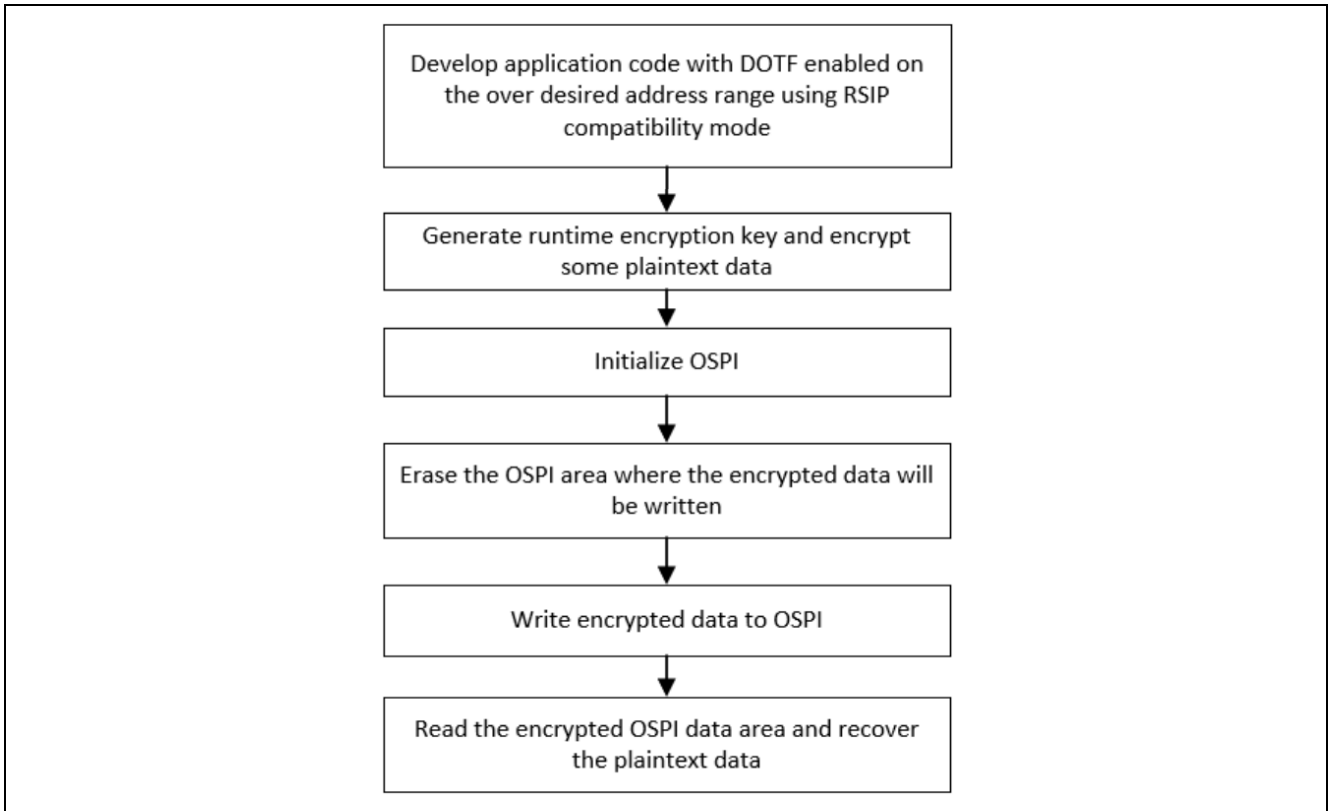 Develop application code with DOTF enabled on
the over desired address range using RSIP
compatibility mode
Generate runtime encryption key and encrypt
some plaintext data
Initialize OSPI
Erase the OSPI area where the encrypted data will
be written
Write encrypted data to OSPI
Read the encrypted OSPI data area and recover
the plaintext data